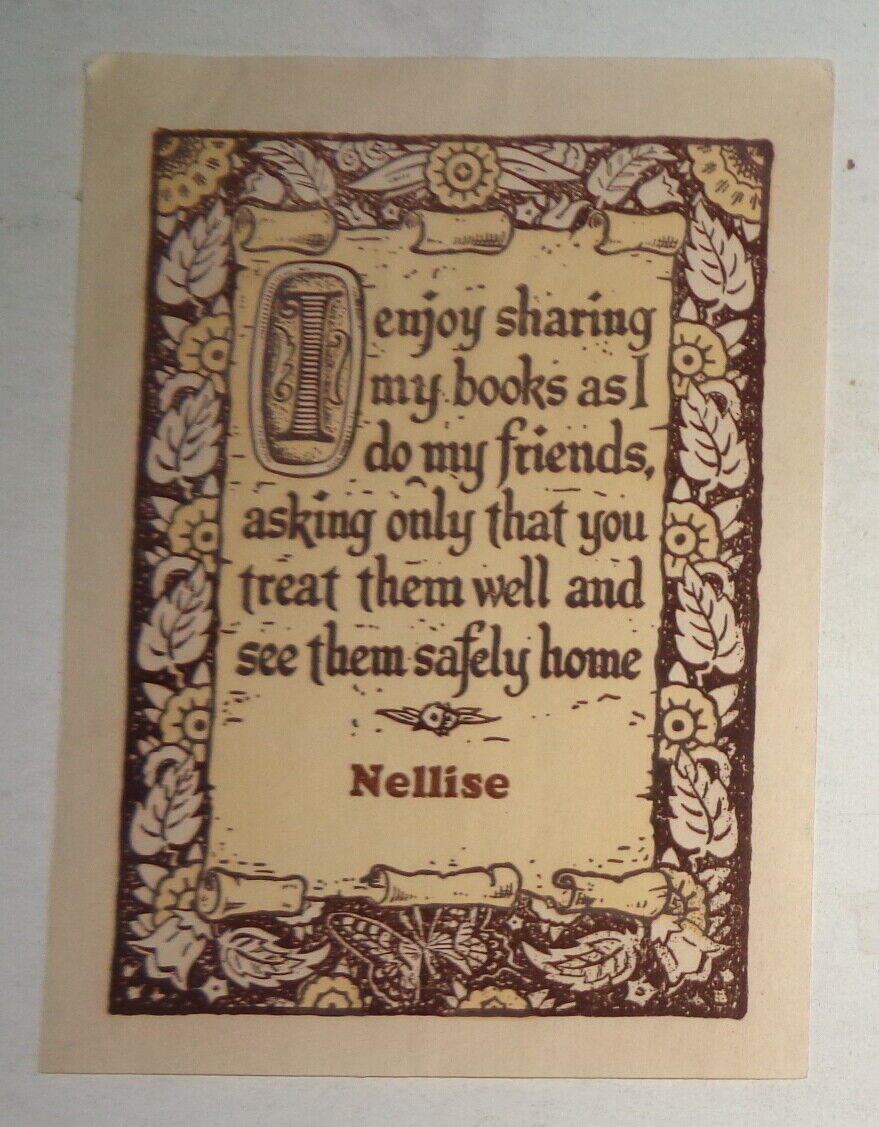 I enjoy sharing
my books as I
do my friends,
asking only that you
treat them well and
see them safely home
Nellise